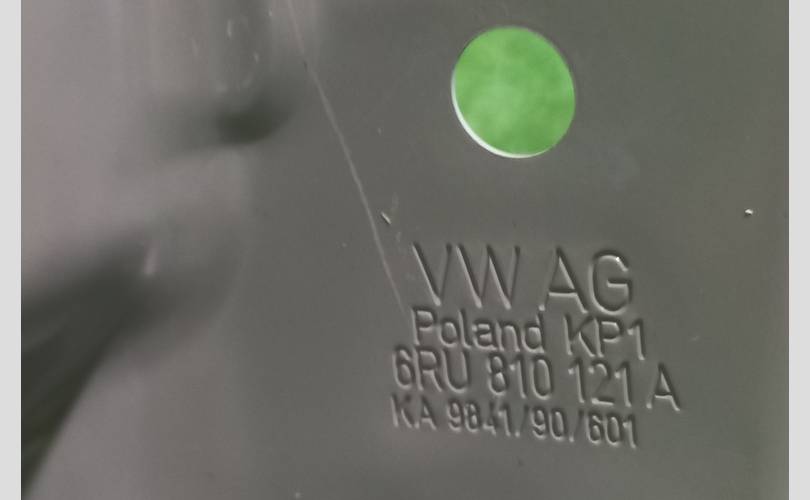 VW AG
Poland KP1
6RU 810 121 A
KA 9841/90/601